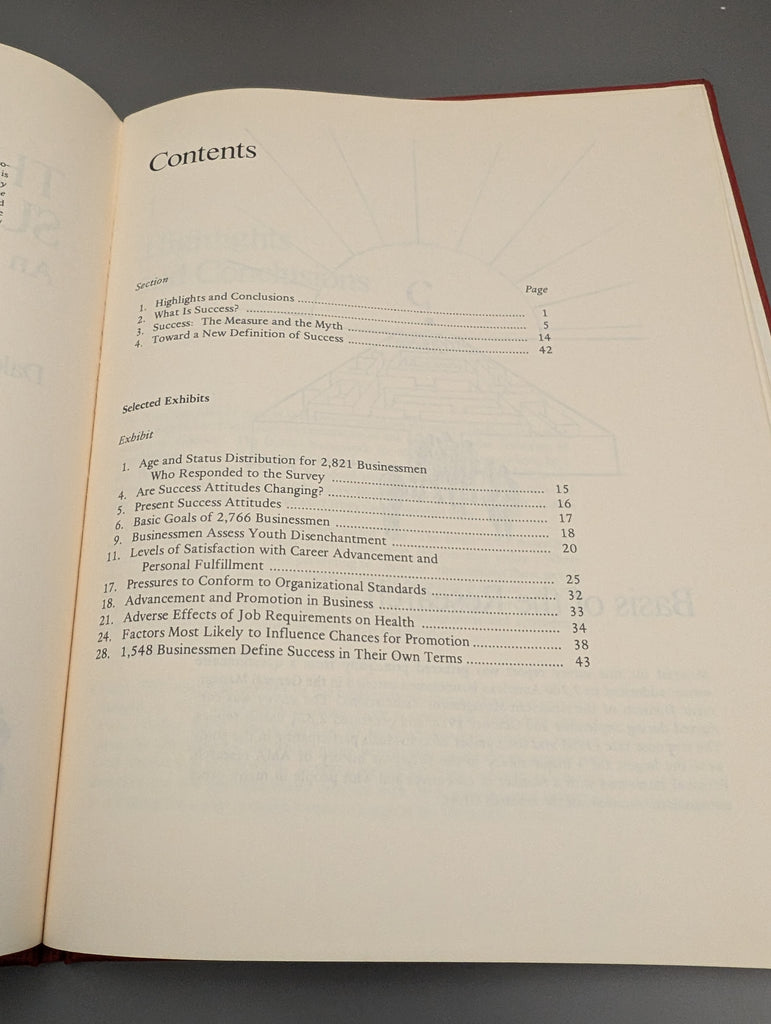 Contents
Section Page
1. Highlights and Conclusions 1
2. What Is Success? 5
3. Success: The Measure and the Myth 14
4. Toward a New Definition of Success 42
Selected Exhibits
Exhibit
1. Age and Status Distribution for 2,821 Businessmen
Who Responded to the Survey 15
4. Are Success Attitudes Changing? 16
5. Present Success Attitudes 17
6. Basic Goals of 2,766 Businessmen 18
9. Businessmen Assess Youth Disenchantment 20
11. Levels of Satisfaction with Career Advancement and
Personal Fulfillment 25
17. Pressures to Conform to Organizational Standards 32
18. Advancement and Promotion in Business 33
21. Adverse Effects of Job Requirements on Health 34
24. Factors Most Likely to Influence Chances for Promotion 38
28. 1,548 Businessmen Define Success in Their Own Terms 43